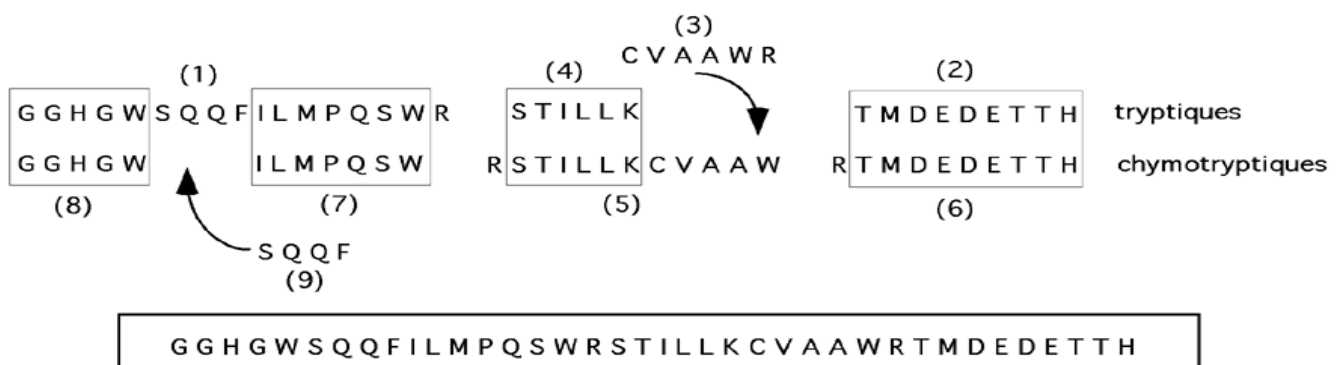 (3)
C V A A W R
(1) (4) (2)
G G H G W S Q Q F I L M P Q S W R S T I L L K T M D E D E T T H tryptiques
G G H G W I L M P Q S W R S T I L L K C V A A W R T M D E D E T T H chymotryptiques
(8) (7) (5) (6)
S Q Q F
(9)
G G H G W S Q Q F I L M P Q S W R S T I L L K C V A A W R T M D E D E T T H